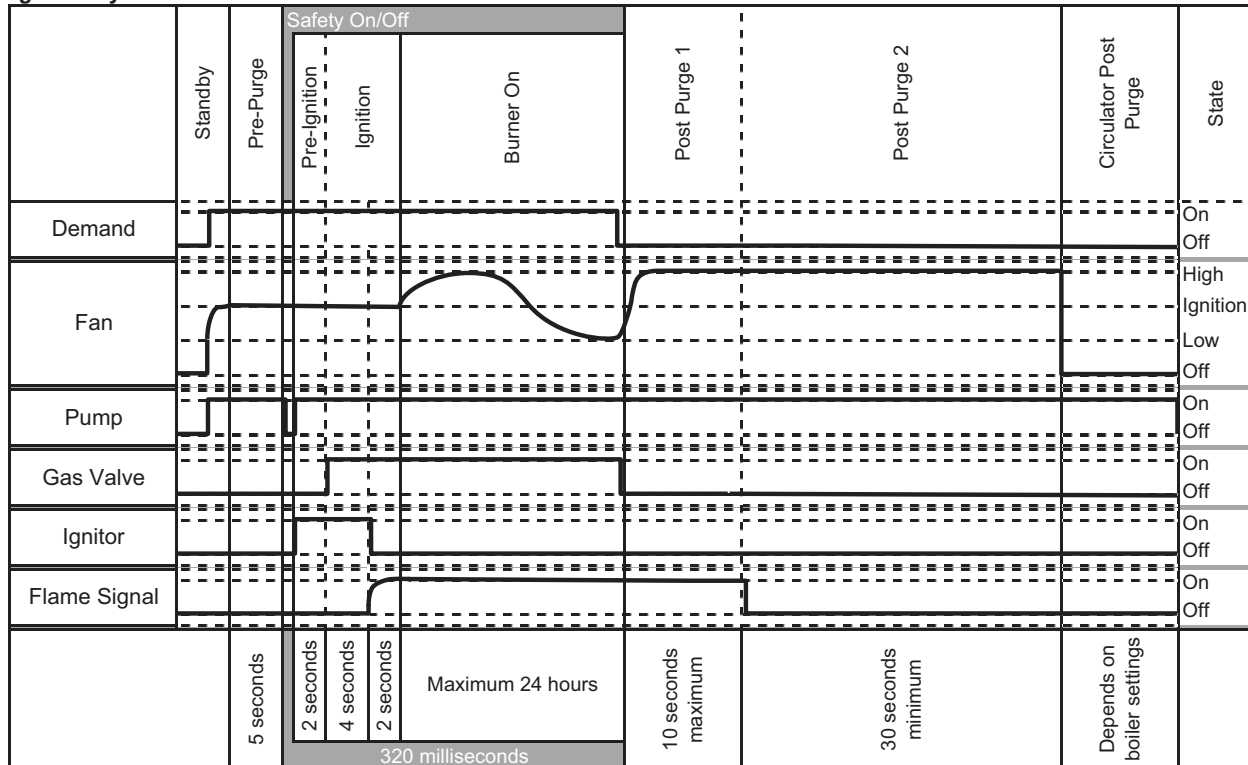 Safety On/Off
Standby
Pre-Purge
Pre-Ignition
Ignition
Burner On
Post Purge 1
Post Purge 2
Circulator Post
Purge
State
Demand
On
Off
Fan
High
Ignition
Low
Off
Pump
On
Off
Gas Valve
On
Off
Ignitor
On
Off
Flame Signal
On
Off
5 seconds
2 seconds
4 seconds
2 seconds
Maximum 24 hours
10 seconds
maximum
30 seconds
minimum
Depends on
boiler settings
320 milliseconds